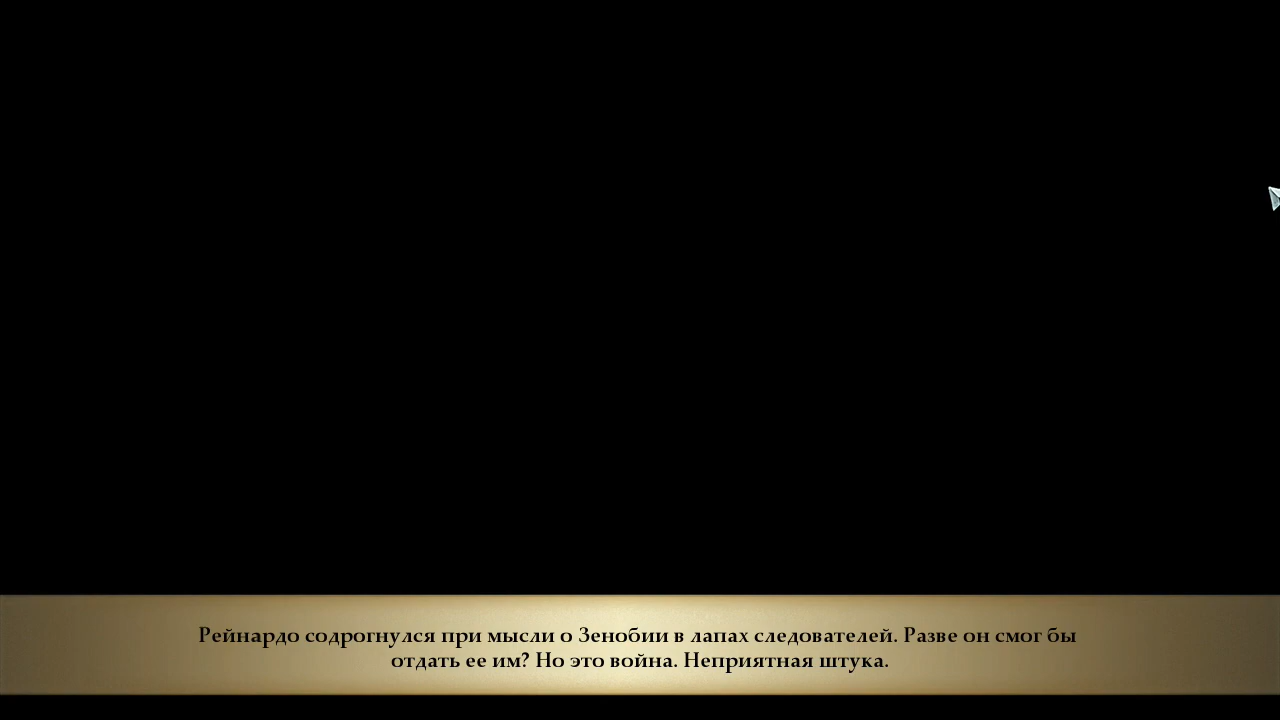 Рейнардо содрогнулся при мысли о Зенобии в лапах следователей. Разве он смог бы
отдать ее им? Но это война. Неприятная штука.